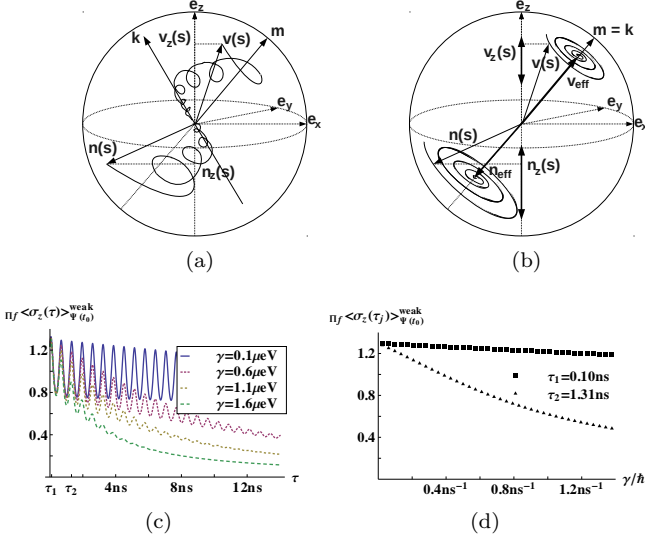 e_z
k
v_z(s)
v(s)
m
e_y
e_x
n(s)
n_z(s)
(a)
e_z
m = k
v_z(s)
v(s)
v_eff
e_y
n(s)
n_eff
n_z(s)
(b)
Πf <σ_z(τ)>^weak_Ψ(t_0)
1.2
0.8
0.4
γ=0.1μeV
γ=0.6μeV
γ=1.1μeV
γ=1.6μeV
τ_1 τ_2 4ns 8ns 12ns τ
(c)
Πf <σ_z(τ_j)>^weak_Ψ(t_0)
1.2
0.8
0.4
τ_1=0.10ns
τ_2=1.31ns
0.4ns⁻¹ 0.8ns⁻¹ 1.2ns⁻¹ γ/ℏ
(d)